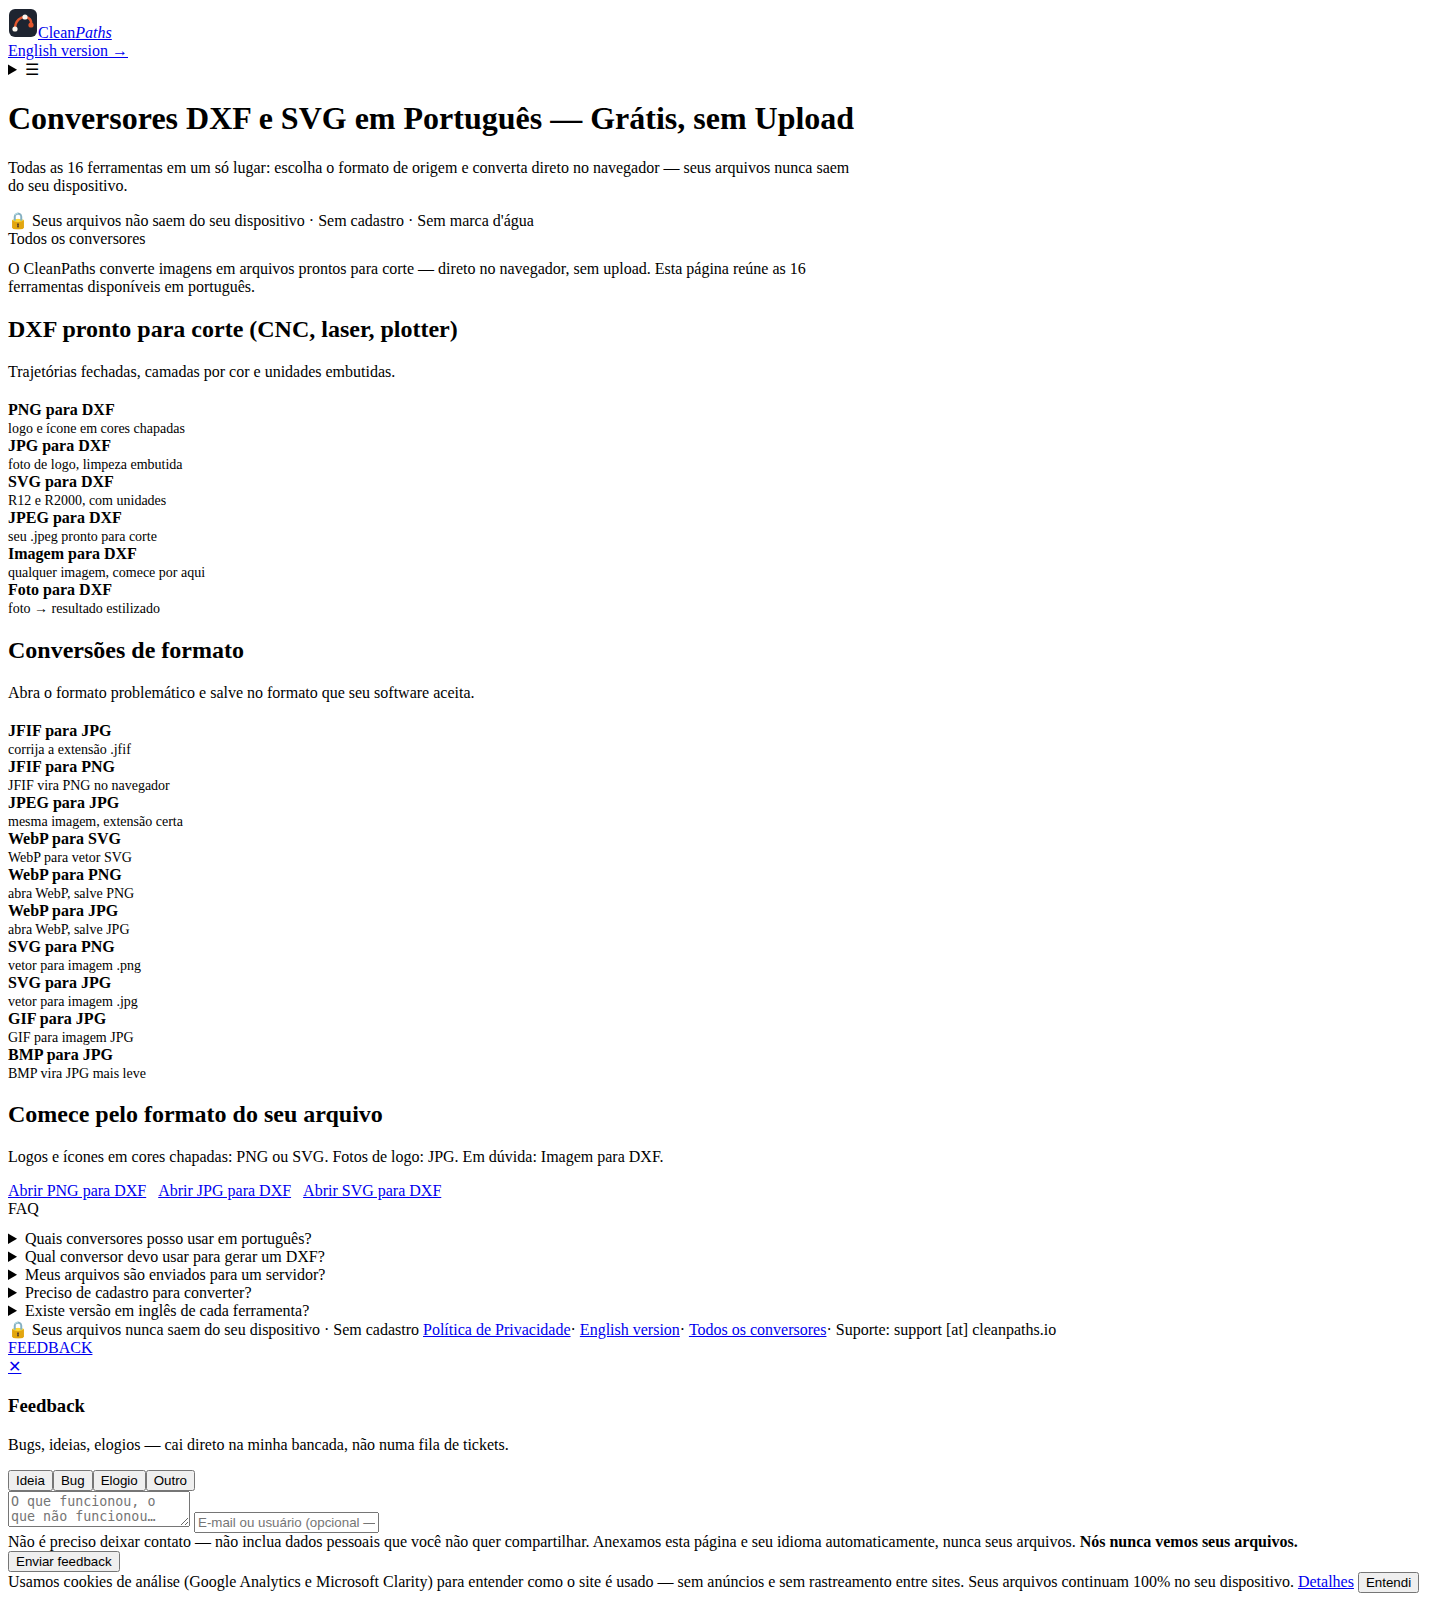 CleanPaths
English version →
☰
Conversores DXF e SVG em Português — Grátis, sem Upload
Todas as 16 ferramentas em um só lugar: escolha o formato de origem e converta direto no navegador — seus arquivos nunca saem
do seu dispositivo.
🔒 Seus arquivos não saem do seu dispositivo · Sem cadastro · Sem marca d'água
Todos os conversores
O CleanPaths converte imagens em arquivos prontos para corte — direto no navegador, sem upload. Esta página reúne as 16
ferramentas disponíveis em português.
DXF pronto para corte (CNC, laser, plotter)
Trajetórias fechadas, camadas por cor e unidades embutidas.
PNG para DXF
logo e ícone em cores chapadas
JPG para DXF
foto de logo, limpeza embutida
SVG para DXF
R12 e R2000, com unidades
JPEG para DXF
seu .jpeg pronto para corte
Imagem para DXF
qualquer imagem, comece por aqui
Foto para DXF
foto → resultado estilizado
Conversões de formato
Abra o formato problemático e salve no formato que seu software aceita.
JFIF para JPG
corrija a extensão .jfif
JFIF para PNG
JFIF vira PNG no navegador
JPEG para JPG
mesma imagem, extensão certa
WebP para SVG
WebP para vetor SVG
WebP para PNG
abra WebP, salve PNG
WebP para JPG
abra WebP, salve JPG
SVG para PNG
vetor para imagem .png
SVG para JPG
vetor para imagem .jpg
GIF para JPG
GIF para imagem JPG
BMP para JPG
BMP vira JPG mais leve
Comece pelo formato do seu arquivo
Logos e ícones em cores chapadas: PNG ou SVG. Fotos de logo: JPG. Em dúvida: Imagem para DXF.
Abrir PNG para DXF Abrir JPG para DXF Abrir SVG para DXF
FAQ
Quais conversores posso usar em português?
Qual conversor devo usar para gerar um DXF?
Meus arquivos são enviados para um servidor?
Preciso de cadastro para converter?
Existe versão em inglês de cada ferramenta?
🔒 Seus arquivos nunca saem do seu dispositivo · Sem cadastro Política de Privacidade· English version· Todos os conversores· Suporte: support [at] cleanpaths.io
FEEDBACK
✕
Feedback
Bugs, ideias, elogios — cai direto na minha bancada, não numa fila de tickets.
Ideia Bug Elogio Outro
O que funcionou, o
que não funcionou…
E-mail ou usuário (opcional —
Não é preciso deixar contato — não inclua dados pessoais que você não quer compartilhar. Anexamos esta página e seu idioma automaticamente, nunca seus arquivos. Nós nunca vemos seus arquivos.
Enviar feedback
Usamos cookies de análise (Google Analytics e Microsoft Clarity) para entender como o site é usado — sem anúncios e sem rastreamento entre sites. Seus arquivos continuam 100% no seu dispositivo. Detalhes Entendi